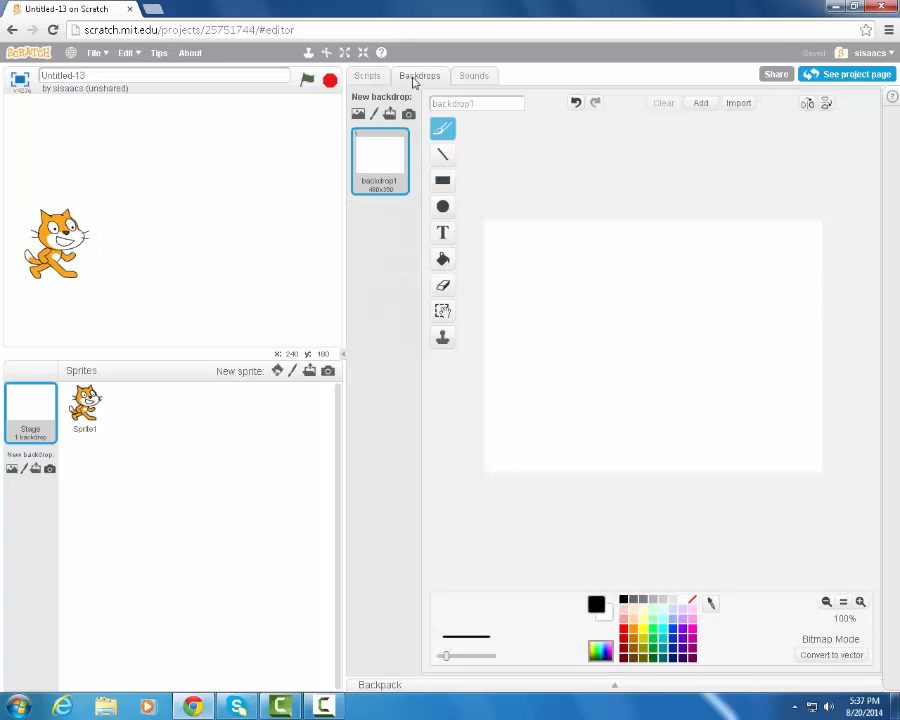 Untitled-13 on Scratch
scratch.mit.edu/projects/25751744/#editor
SCRATCH File Edit Tips About Saved sisaacs
Untitled-13
by sisaacs (unshared)
v423a
Scripts Backdrops Sounds Share See project page
New backdrop:
backdrop1 Clear Add Import
1
backdrop1
480x360
T
X: 240 y: 180
Sprites New sprite:
Stage
1 backdrop
Sprite1
New backdrop:
100%
Bitmap Mode
Convert to vector
Backpack
5:37 PM
8/20/2014